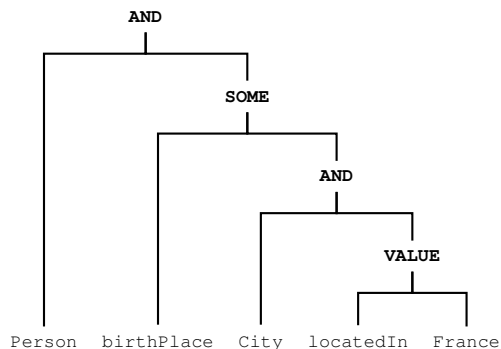 AND
SOME
AND
VALUE
Person birthPlace City locatedIn France